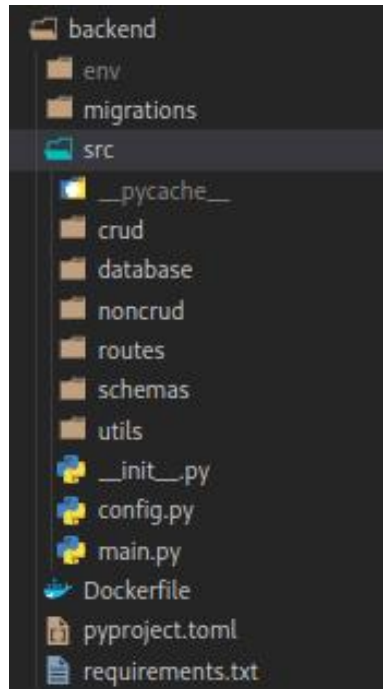 backend
env
migrations
src
__pycache__
crud
database
noncrud
routes
schemas
utils
__init__.py
config.py
main.py
Dockerfile
pyproject.toml
requirements.txt